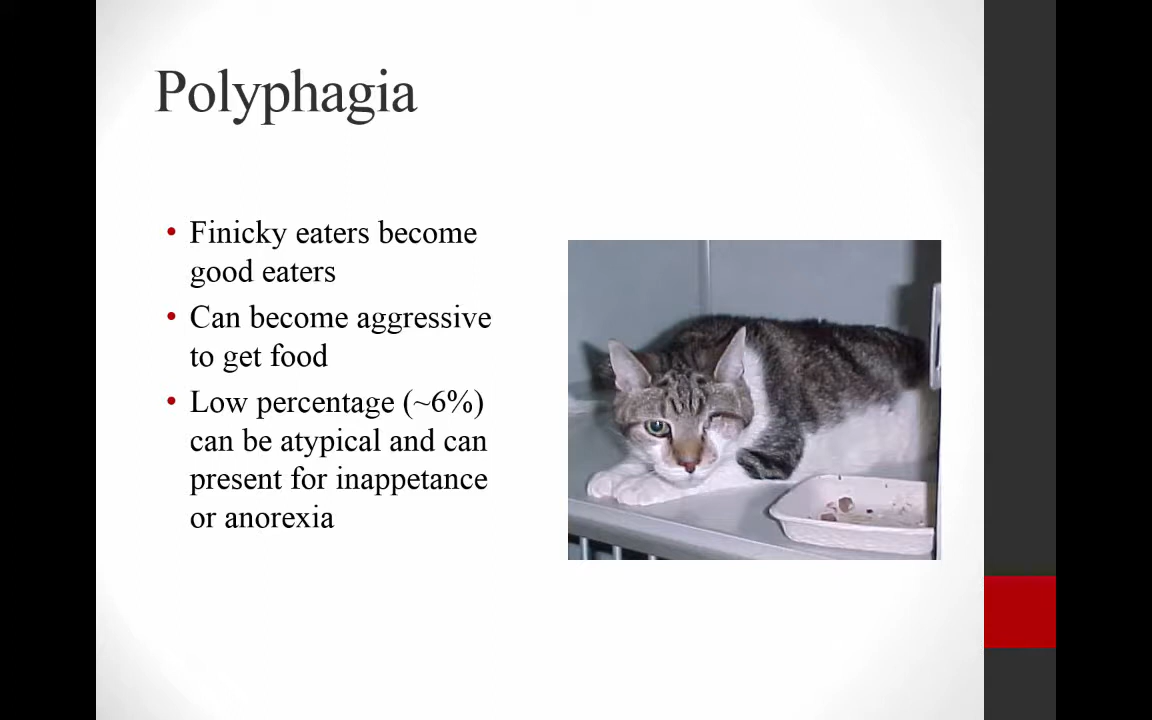 Polyphagia
• Finicky eaters become
good eaters
• Can become aggressive
to get food
• Low percentage (~6%)
can be atypical and can
present for inappetance
or anorexia